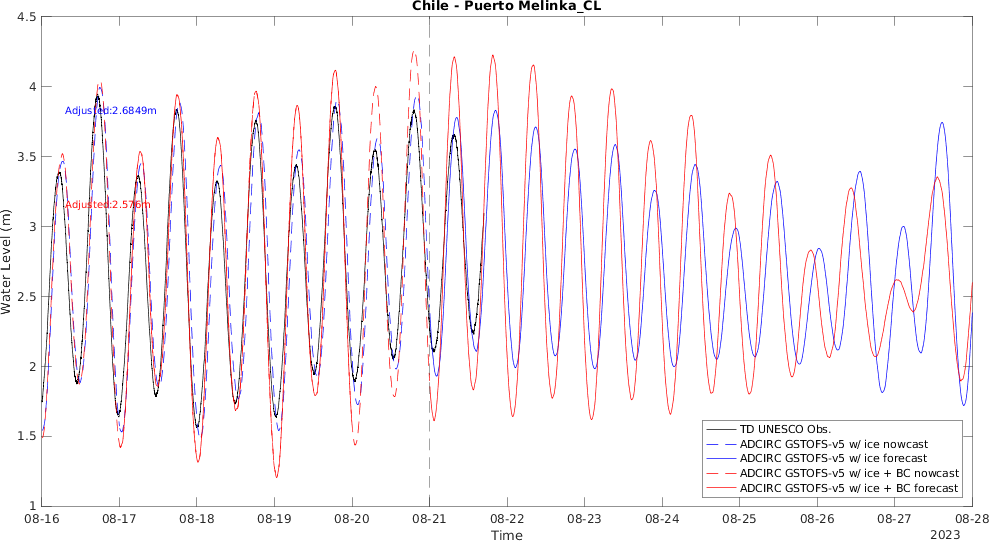 Chile - Puerto Melinka_CL
Water Level (m)
4.5
4
3.5
3
2.5
2
1.5
1
Adjusted:2.6849m
Adjusted:2.576m
TD UNESCO Obs.
ADCIRC GSTOFS-v5 w/ ice nowcast
ADCIRC GSTOFS-v5 w/ ice forecast
ADCIRC GSTOFS-v5 w/ ice + BC nowcast
ADCIRC GSTOFS-v5 w/ ice + BC forecast
08-16 08-17 08-18 08-19 08-20 08-21 08-22 08-23 08-24 08-25 08-26 08-27 08-28
Time
2023